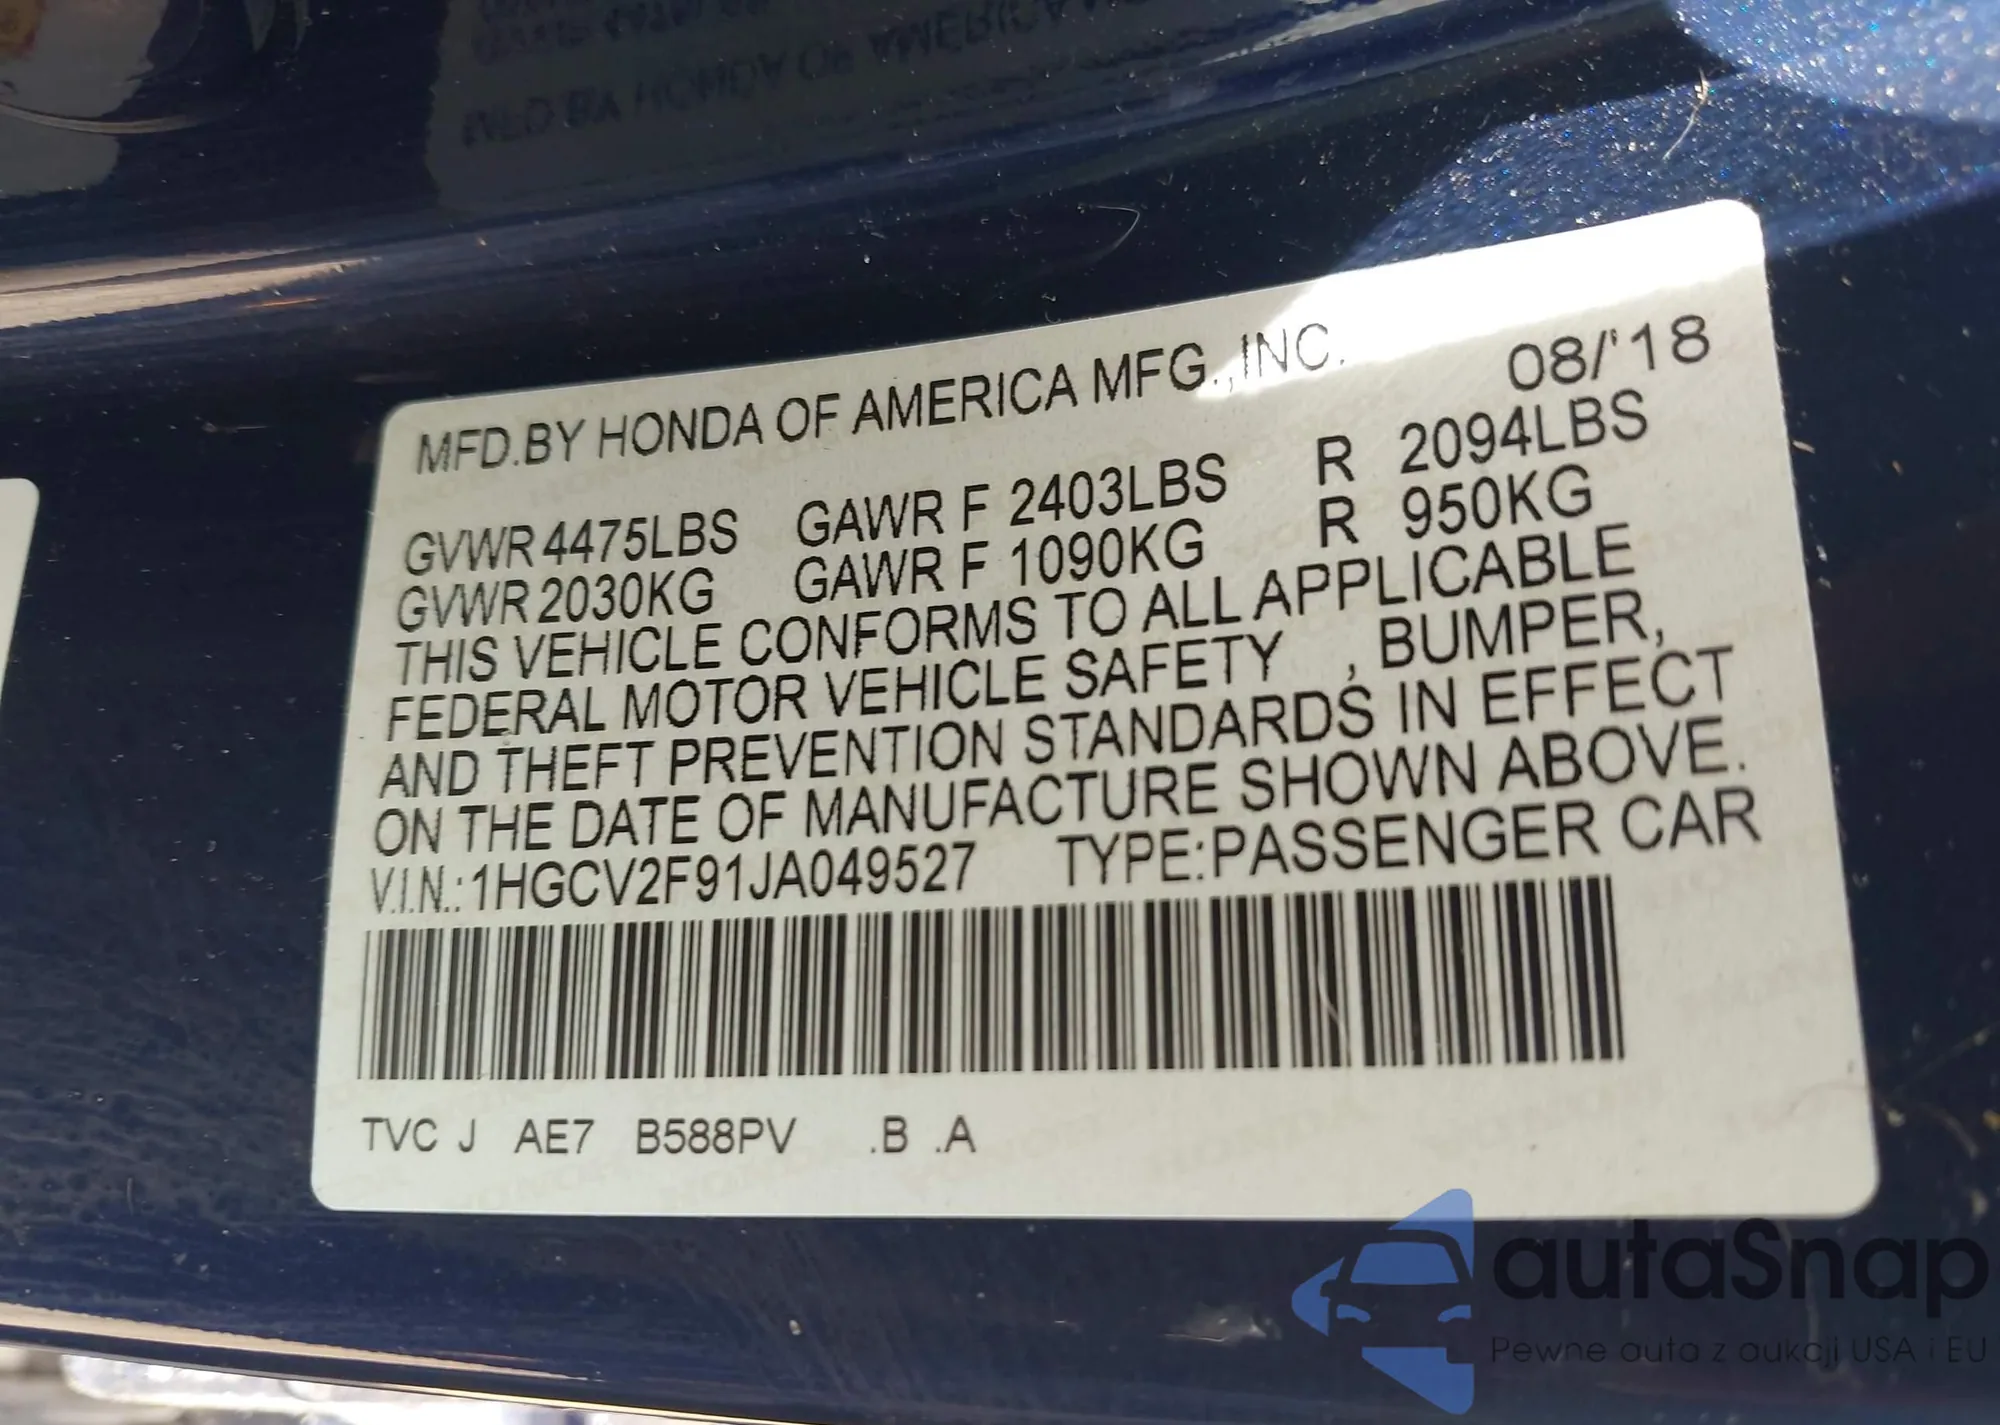 MFD.BY HONDA OF AMERICA MFG.,INC. 08/'18
GVWR 4475LBS GAWR F 2403LBS R 2094LBS
GVWR 2030KG GAWR F 1090KG R 950KG
THIS VEHICLE CONFORMS TO ALL APPLICABLE
FEDERAL MOTOR VEHICLE SAFETY , BUMPER,
AND THEFT PREVENTION STANDARDS IN EFFECT
ON THE DATE OF MANUFACTURE SHOWN ABOVE.
V.I.N.: 1HGCV2F91JA049527 TYPE:PASSENGER CAR
TVC J AE7 B588PV .B .A
autaSnap
Pewne auta z aukcji USA i EU